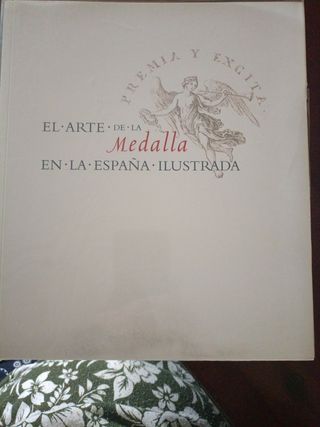 PREMIA Y EXCITA
EL·ARTE·DE·LA
Medalla
EN·LA·ESPAÑA·ILUSTRADA